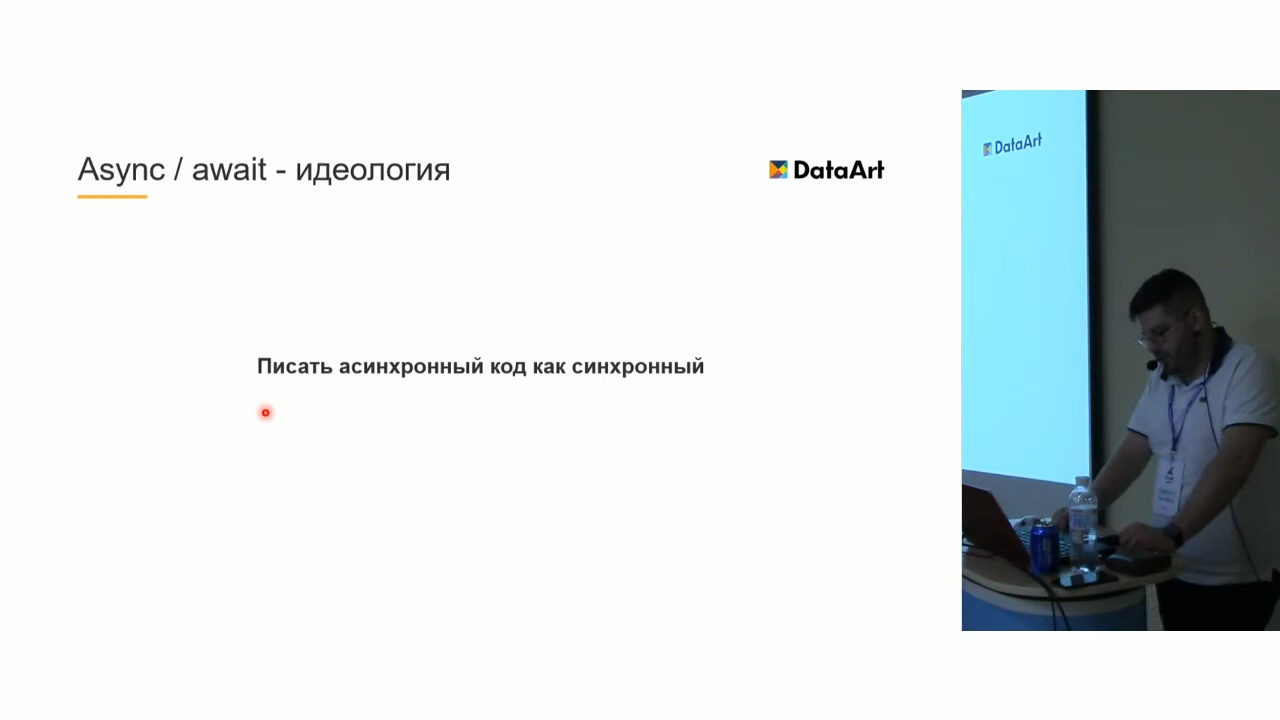 Async / await - идеология
DataArt
Писать асинхронный код как синхронный
DataArt